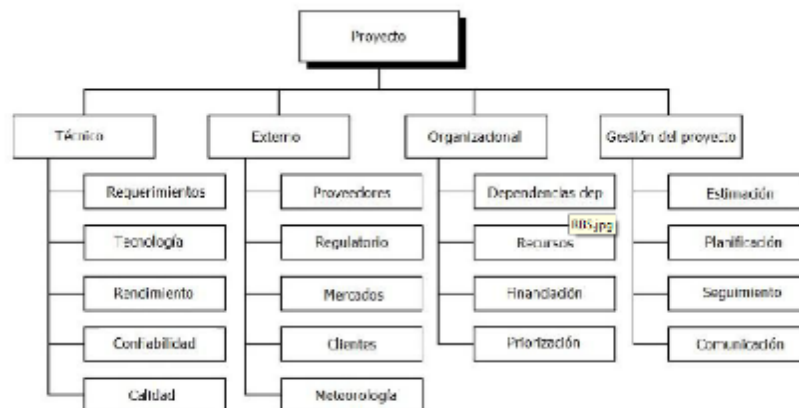 Proyecto
Técnico
Externo
Organizacional
Gestión del proyecto
Requerimientos
Proveedores
Dependencias dep
Estimación
RBS.jpg
Tecnología
Regulatorio
Recursos
Planificación
Rendimiento
Mercados
Financiación
Seguimiento
Confiabilidad
Clientes
Priorización
Comunicación
Calidad
Meteorología